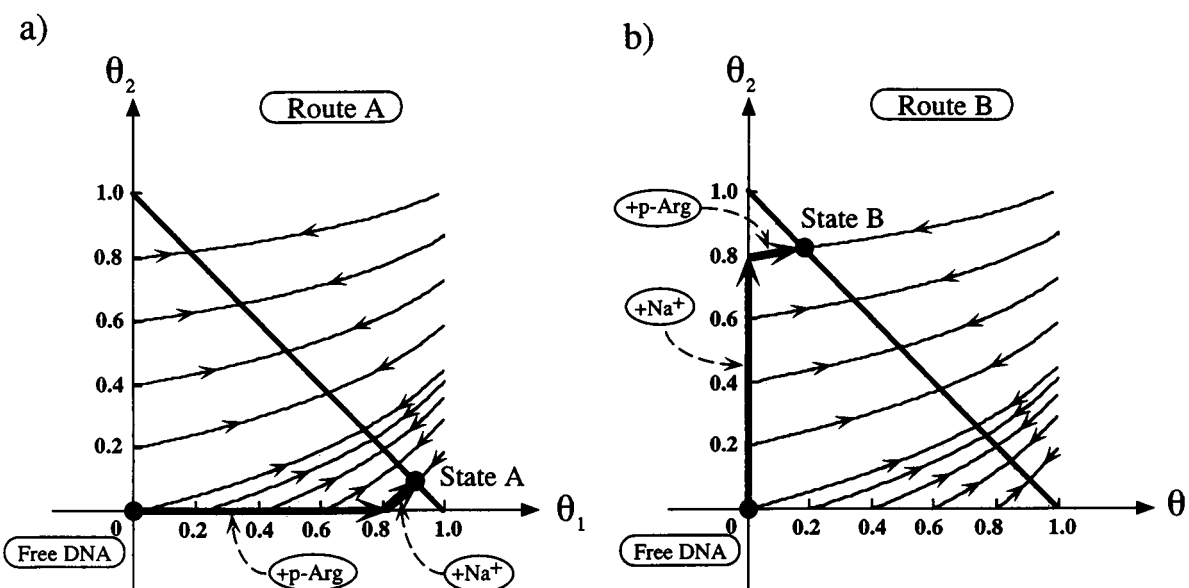 a)
θ2
Route A
1.0
0.8
0.6
0.4
0.2
0
0.2
0.4
0.6
0.8
1.0
θ1
State A
Free DNA
+p-Arg
+Na+
b)
θ2
Route B
+p-Arg
State B
+Na+
1.0
0.8
0.6
0.4
0.2
0
0.2
0.4
0.6
0.8
1.0
θ
Free DNA